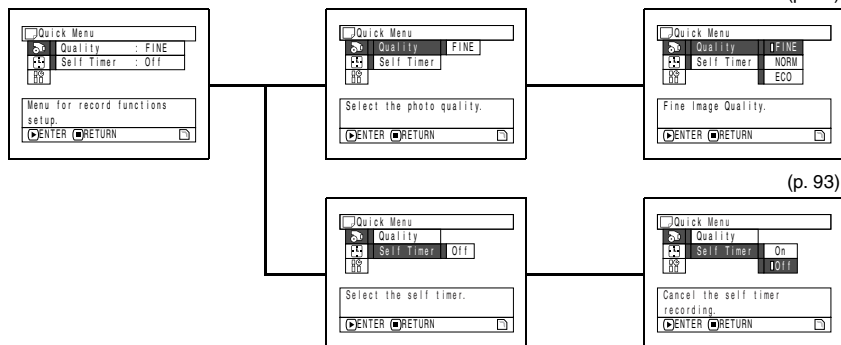 Quick Menu
Quality : FINE
Self Timer : Off
Menu for record functions
setup.
ENTER RETURN
Quick Menu
Quality FINE
Self Timer
Select the photo quality.
ENTER RETURN
Quick Menu
Quality FINE
Self Timer NORM
ECO
Fine Image Quality.
ENTER RETURN
(p. 93)
Quick Menu
Quality
Self Timer Off
Select the self timer.
ENTER RETURN
Quick Menu
Quality
Self Timer On
Off
Cancel the self timer
recording.
ENTER RETURN